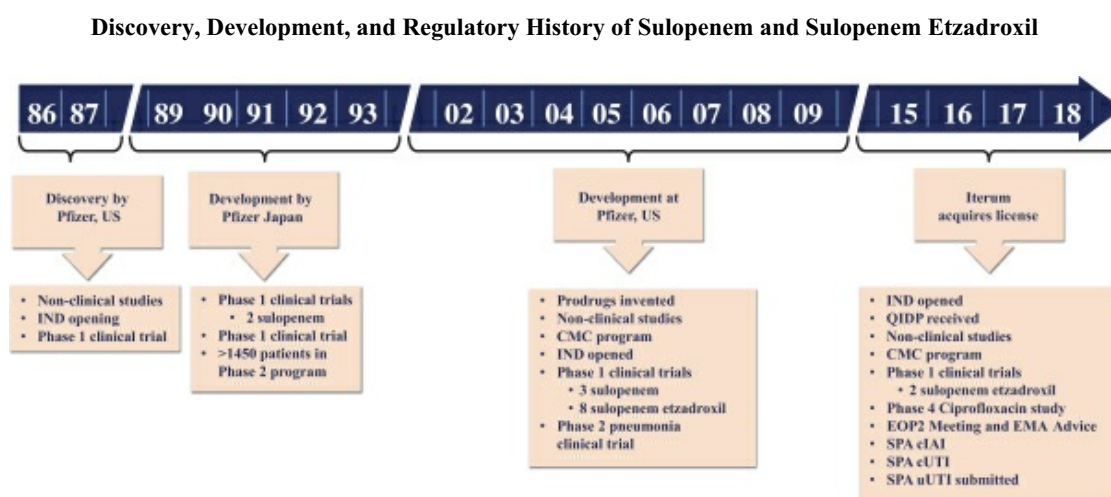 Discovery, Development, and Regulatory History of Sulopenem and Sulopenem Etzadroxil
86 87 89 90 91 92 93 02 03 04 05 06 07 08 09 15 16 17 18
Discovery by
Pfizer, US
• Non-clinical studies
• IND opening
• Phase 1 clinical trial
Development by
Pfizer Japan
• Phase 1 clinical trials
• 2 sulopenem
• Phase 1 clinical trial
• >1450 patients in
Phase 2 program
Development at
Pfizer, US
• Prodrugs invented
• Non-clinical studies
• CMC program
• IND opened
• Phase 1 clinical trials
• 3 sulopenem
• 8 sulopenem etzadroxil
• Phase 2 pneumonia
clinical trial
Iterum
acquires license
• IND opened
• QIDP received
• Non-clinical studies
• CMC program
• Phase 1 clinical trials
• 2 sulopenem etzadroxil
• Phase 4 Ciprofloxacin study
• EOP2 Meeting and EMA Advice
• SPA cIAI
• SPA cUTI
• SPA uUTI submitted